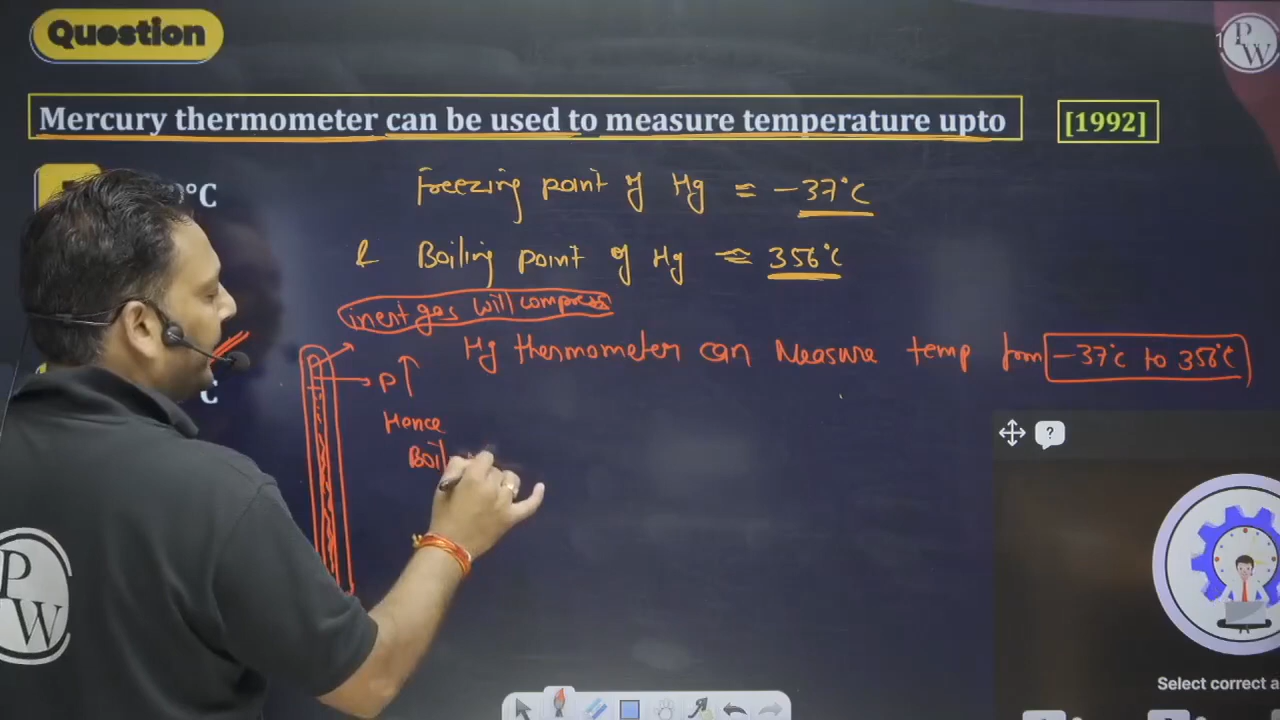 Question
PW
Mercury thermometer can be used to measure temperature upto
[1992]
°C
Freezing point of Hg = -37°C
& Boiling point of Hg ≈ 356°C
inert gas will compress
Hg thermometer can Measure temp from -37°C to 356°C
P↑
Hence
Boil
°C
?
PW
Select correct a